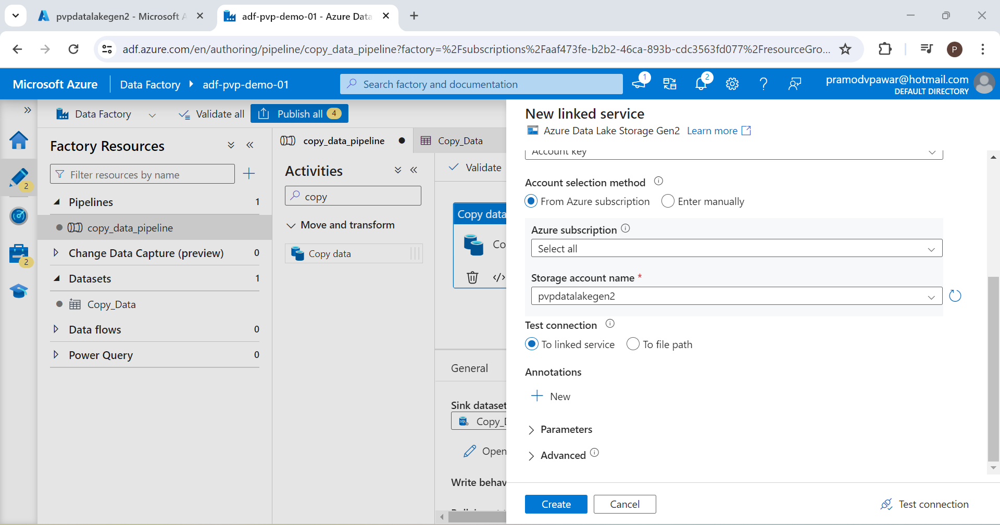 pvpdatalakegen2 - Microsoft A
adf-pvp-demo-01 - Azure Data
adf.azure.com/en/authoring/pipeline/copy_data_pipeline?factory=%2Fsubscriptions%2Faaf473fe-b2b2-46ca-893b-cdc3563fd077%2FresourceGro...
P
Microsoft Azure
Data Factory
adf-pvp-demo-01
Search factory and documentation
1
2
pramodvpawar@hotmail.com
DEFAULT DIRECTORY
Data Factory
Validate all
Publish all 4
2
2
Factory Resources
Filter resources by name
Pipelines 1
copy_data_pipeline
Change Data Capture (preview) 0
Datasets 1
Copy_Data
Data flows 0
Power Query 0
copy_data_pipeline
Copy_Data
Activities
copy
Move and transform
Copy data
Validate
Copy data
Co
General
Sink dataset
SQL Copy_D
Open
Write behav
New linked service
Azure Data Lake Storage Gen2 Learn more
Account key
Account selection method
From Azure subscription Enter manually
Azure subscription
Select all
Storage account name *
pvpdatalakegen2
Test connection
To linked service To file path
Annotations
New
Parameters
Advanced
Create Cancel Test connection